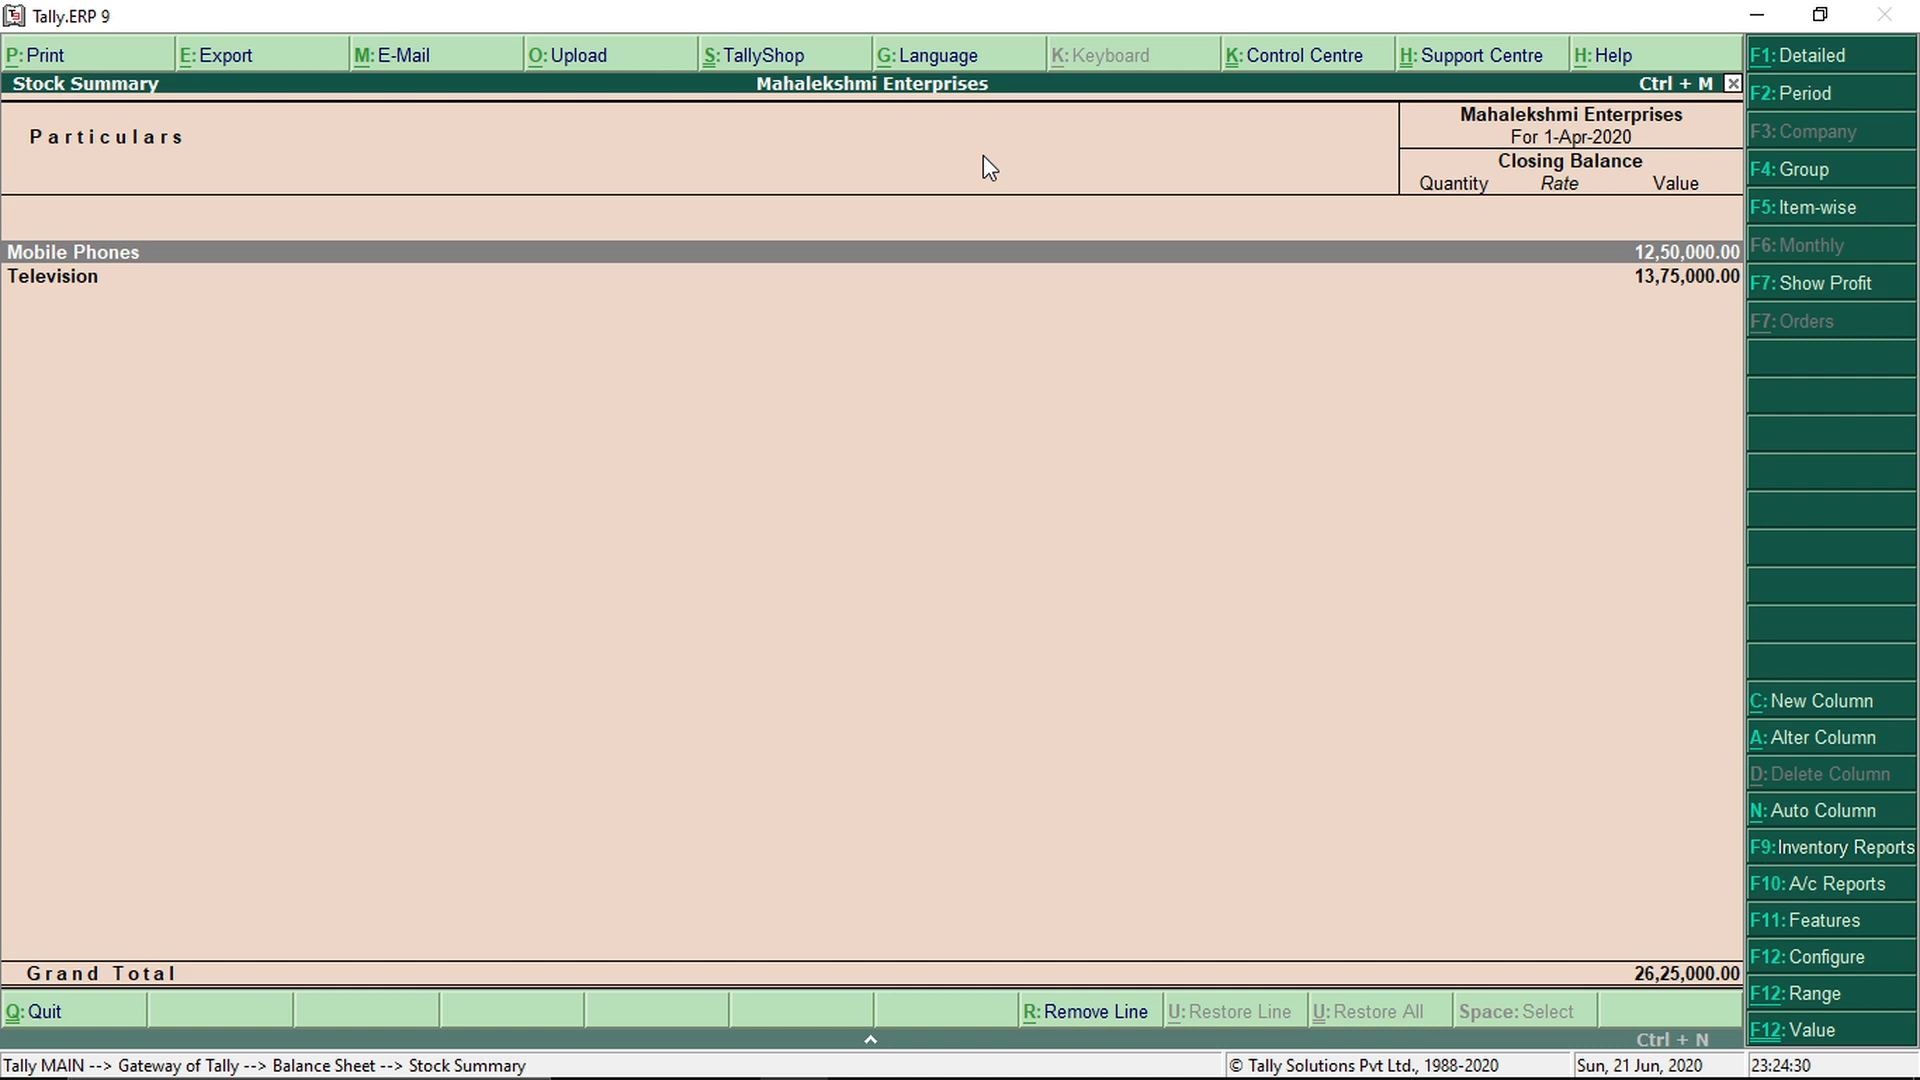 Tally.ERP 9
P: Print E: Export M: E-Mail O: Upload S: TallyShop G: Language K: Keyboard K: Control Centre H: Support Centre H: Help
Stock Summary Mahalekshmi Enterprises Ctrl + M
Particulars
Mahalekshmi Enterprises
For 1-Apr-2020
Closing Balance
Quantity Rate Value
Mobile Phones 12,50,000.00
Television 13,75,000.00
Grand Total 26,25,000.00
F1: Detailed
F2: Period
F3: Company
F4: Group
F5: Item-wise
F6: Monthly
F7: Show Profit
F7: Orders
C: New Column
A: Alter Column
D: Delete Column
N: Auto Column
F9: Inventory Reports
F10: A/c Reports
F11: Features
F12: Configure
F12: Range
F12: Value
Q: Quit R: Remove Line U: Restore Line U: Restore All Space: Select
Ctrl + N
Tally MAIN --> Gateway of Tally --> Balance Sheet --> Stock Summary © Tally Solutions Pvt Ltd., 1988-2020 Sun, 21 Jun, 2020 23:24:30